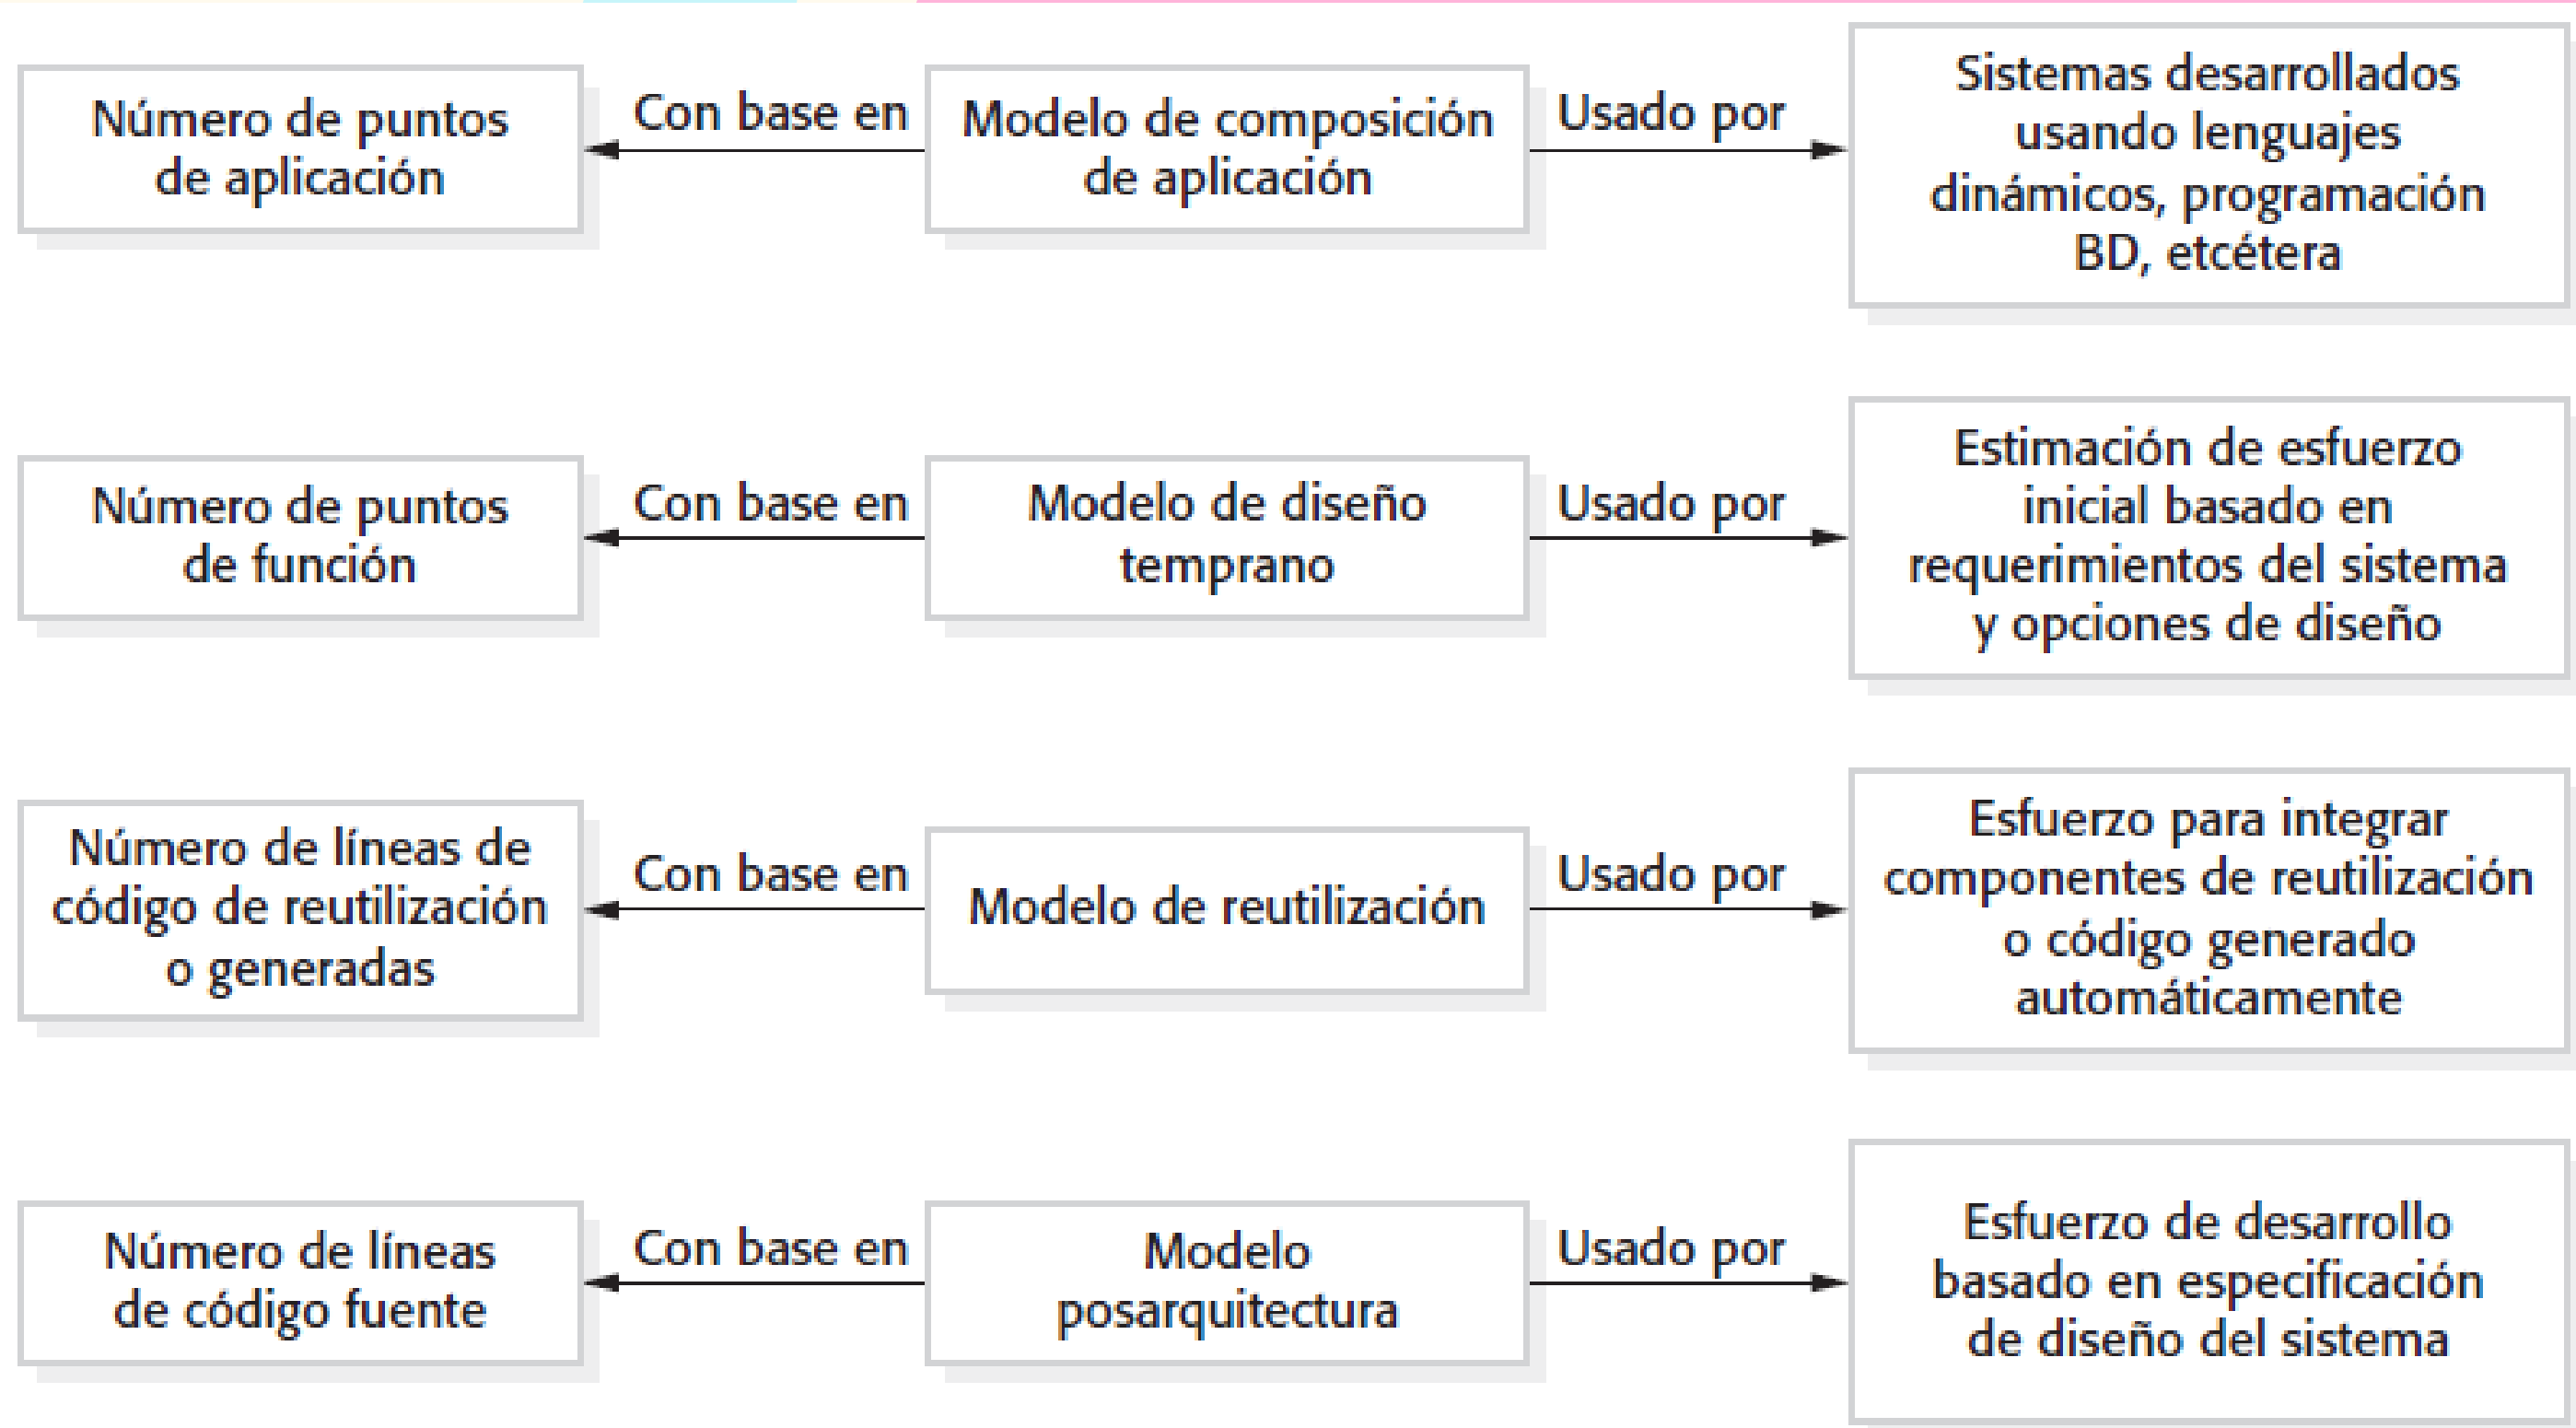 Número de puntos
de aplicación
Con base en
Modelo de composición
de aplicación
Usado por
Sistemas desarrollados
usando lenguajes
dinámicos, programación
BD, etcétera
Número de puntos
de función
Con base en
Modelo de diseño
temprano
Usado por
Estimación de esfuerzo
inicial basado en
requerimientos del sistema
y opciones de diseño
Número de líneas de
código de reutilización
o generadas
Con base en
Modelo de reutilización
Usado por
Esfuerzo para integrar
componentes de reutilización
o código generado
automáticamente
Número de líneas
de código fuente
Con base en
Modelo
posarquitectura
Usado por
Esfuerzo de desarrollo
basado en especificación
de diseño del sistema